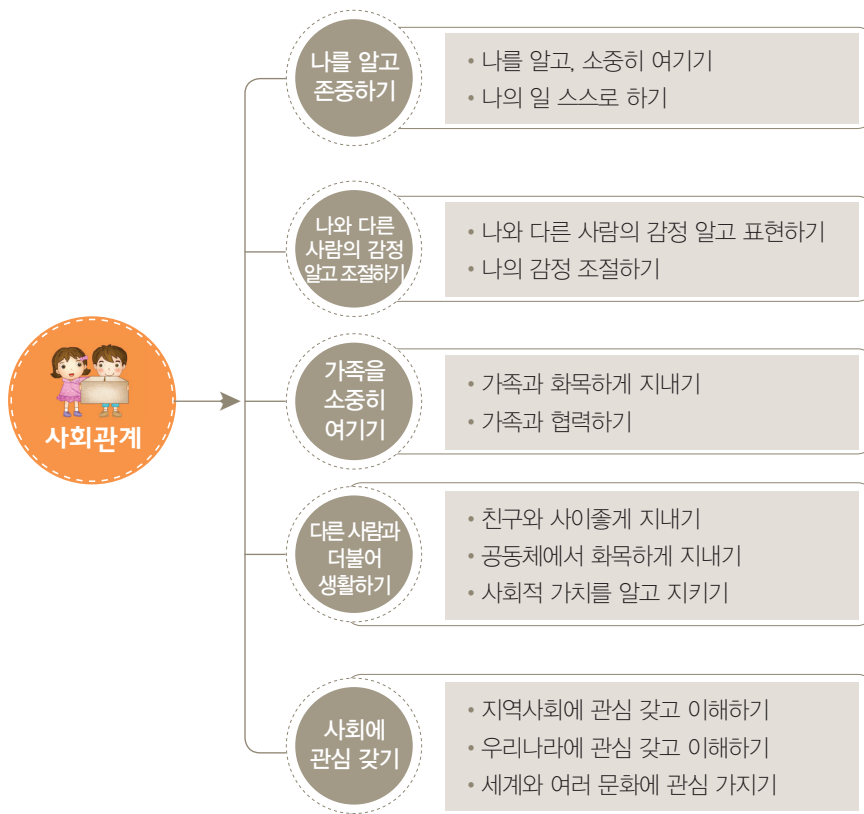 사회관계
나를 알고
존중하기
• 나를 알고, 소중히 여기기
• 나의 일 스스로 하기
나와 다른
사람의 감정
알고 조절하기
• 나와 다른 사람의 감정 알고 표현하기
• 나의 감정 조절하기
가족을
소중히
여기기
• 가족과 화목하게 지내기
• 가족과 협력하기
다른 사람과
더불어
생활하기
• 친구와 사이좋게 지내기
• 공동체에서 화목하게 지내기
• 사회적 가치를 알고 지키기
사회에
관심 갖기
• 지역사회에 관심 갖고 이해하기
• 우리나라에 관심 갖고 이해하기
• 세계와 여러 문화에 관심 가지기